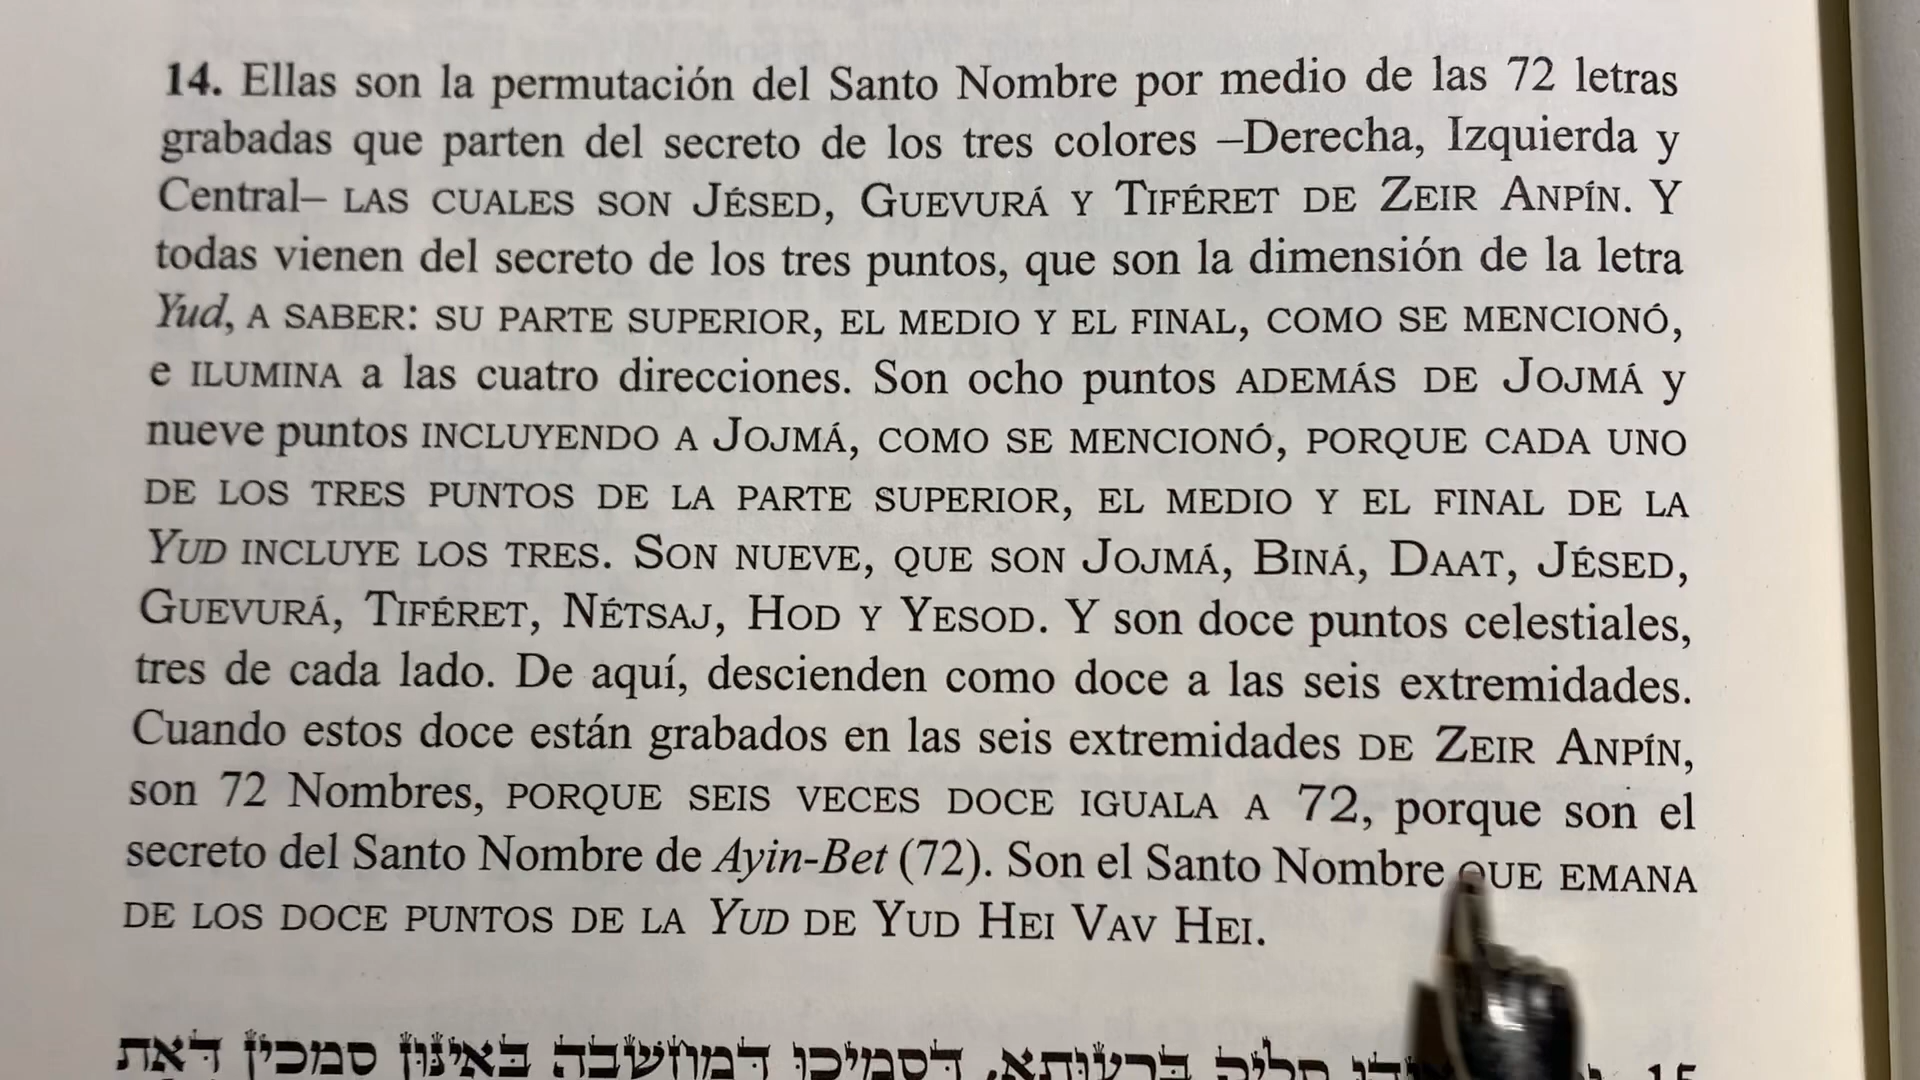 14. Ellas son la permutación del Santo Nombre por medio de las 72 letras
grabadas que parten del secreto de los tres colores –Derecha, Izquierda y
Central– LAS CUALES SON JÉSED, GUEVURÁ Y TIFÉRET DE ZEIR ANPÍN. Y
todas vienen del secreto de los tres puntos, que son la dimensión de la letra
Yud, A SABER: SU PARTE SUPERIOR, EL MEDIO Y EL FINAL, COMO SE MENCIONÓ,
e ILUMINA a las cuatro direcciones. Son ocho puntos ADEMÁS DE JOJMÁ y
nueve puntos INCLUYENDO A JOJMÁ, COMO SE MENCIONÓ, PORQUE CADA UNO
DE LOS TRES PUNTOS DE LA PARTE SUPERIOR, EL MEDIO Y EL FINAL DE LA
YUD INCLUYE LOS TRES. SON NUEVE, QUE SON JOJMÁ, BINÁ, DAAT, JÉSED,
GUEVURÁ, TIFÉRET, NÉTSAJ, HOD Y YESOD. Y son doce puntos celestiales,
tres de cada lado. De aquí, descienden como doce a las seis extremidades.
Cuando estos doce están grabados en las seis extremidades DE ZEIR ANPÍN,
son 72 Nombres, PORQUE SEIS VECES DOCE IGUALA A 72, porque son el
secreto del Santo Nombre de Ayin-Bet (72). Son el Santo Nombre QUE EMANA
DE LOS DOCE PUNTOS DE LA YUD DE YUD HEI VAV HEI.
15. בִּרְעוּתָא, דִּסְמִיכוּ דְּמַחֲשָׁבָה בְּאִינּוּן סַמְכִין דְּאַת